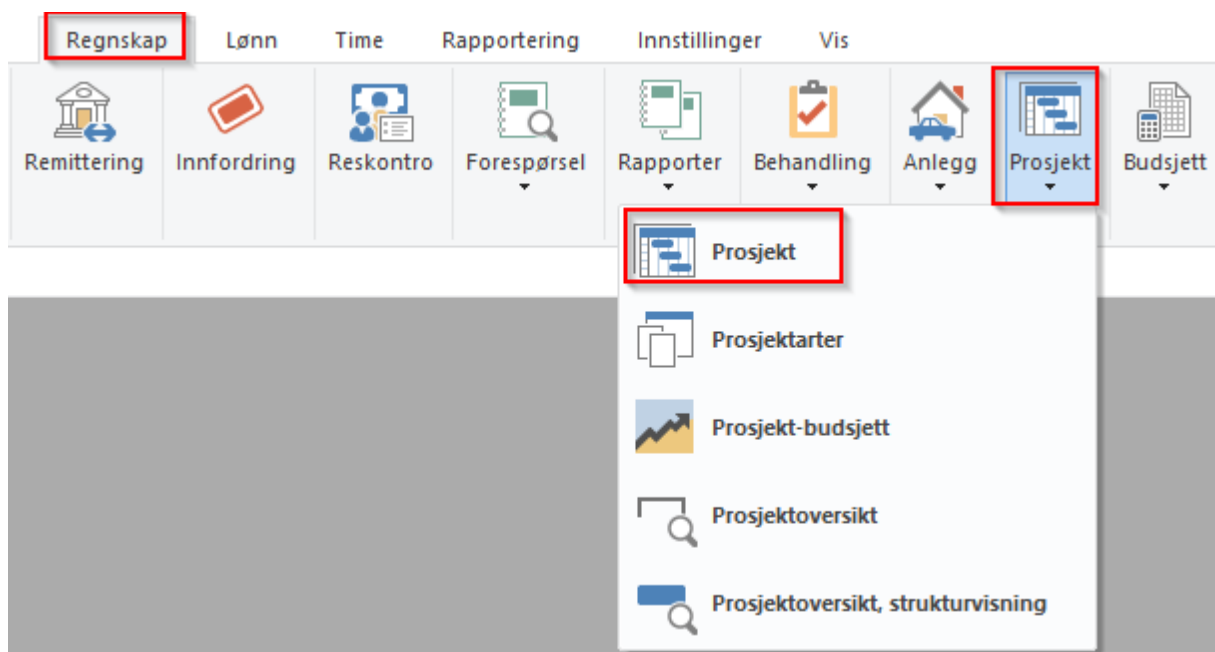 Regnskap Lønn Time Rapportering Innstillinger Vis
Remittering Innfordring Reskontro Forespørsel Rapporter Behandling Anlegg Prosjekt Budsjett
Prosjekt
Prosjektarter
Prosjekt-budsjett
Prosjektoversikt
Prosjektoversikt, strukturvisning